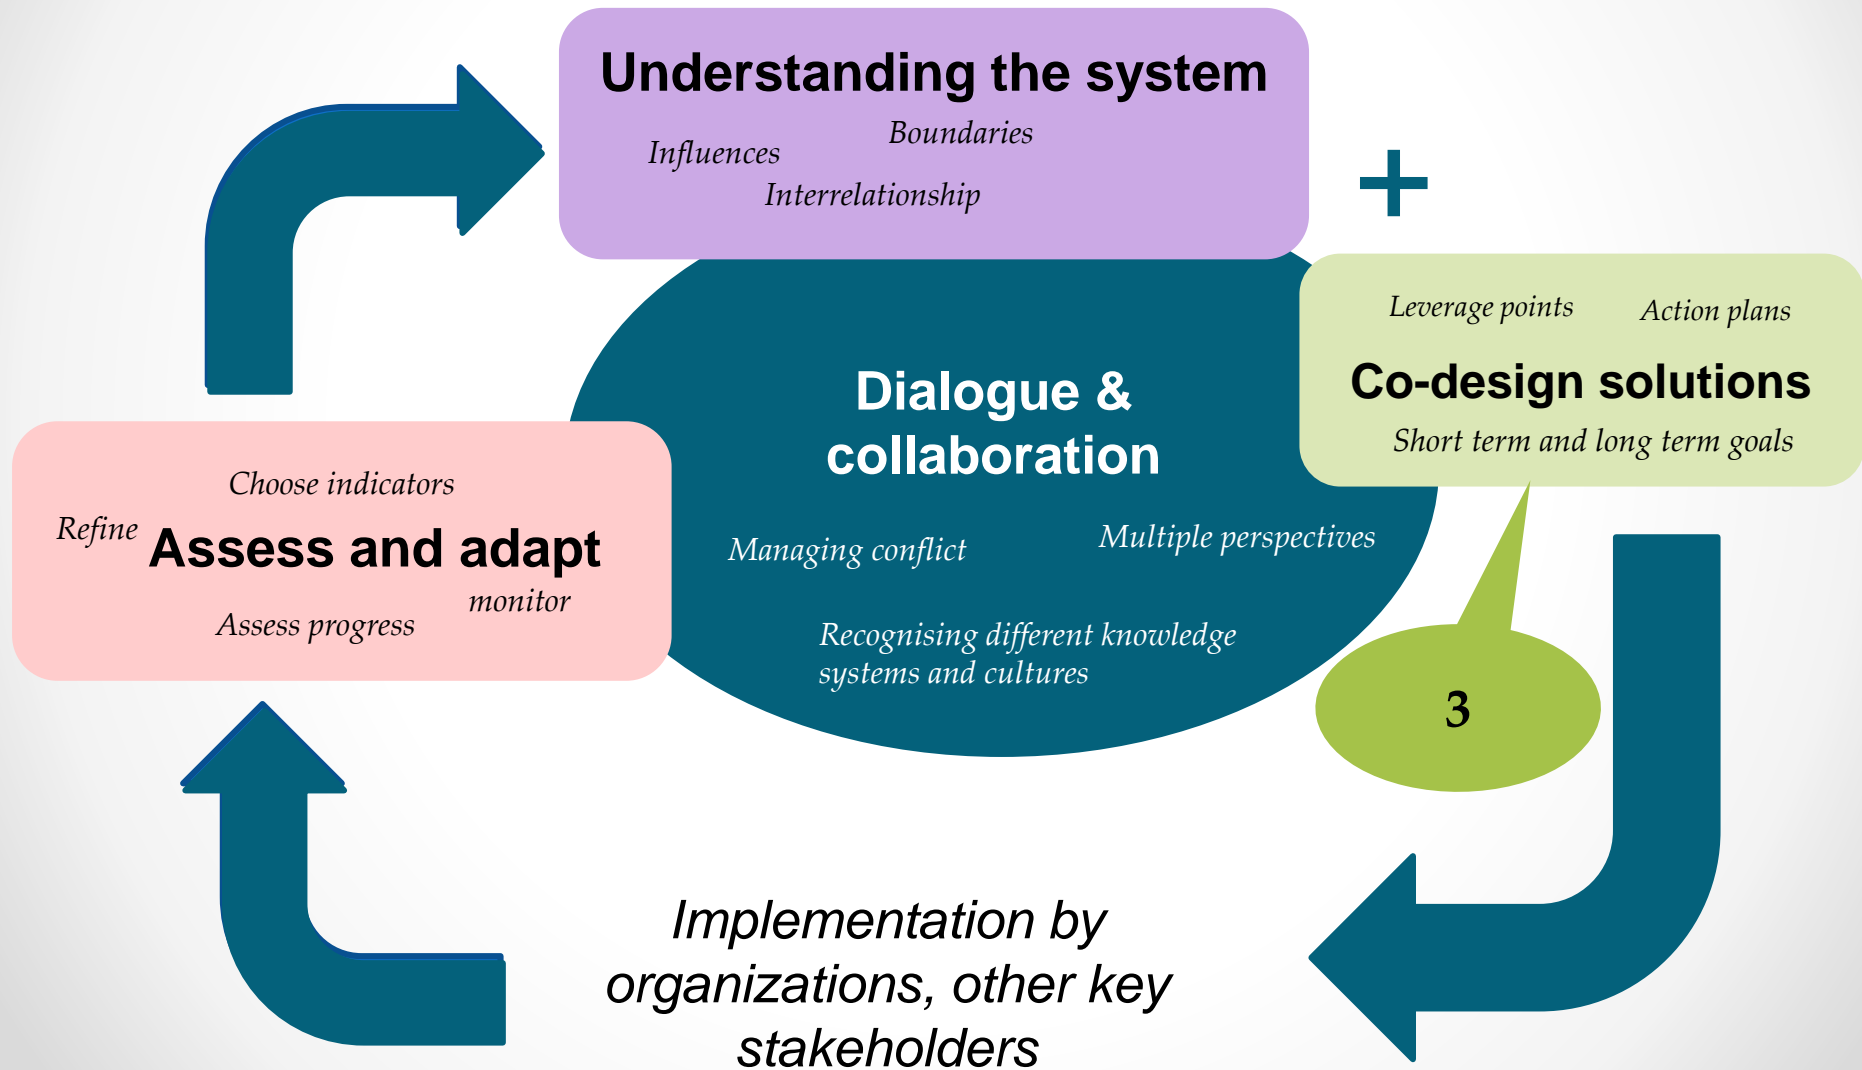 Understanding the system
Boundaries
Influences
Interrelationship
+
Leverage points
Action plans
Co-design solutions
Short term and long term goals
Dialogue &
collaboration
Managing conflict
Multiple perspectives
Recognising different knowledge
systems and cultures
Choose indicators
Refine
Assess and adapt
monitor
Assess progress
3
Implementation by
organizations, other key
stakeholders